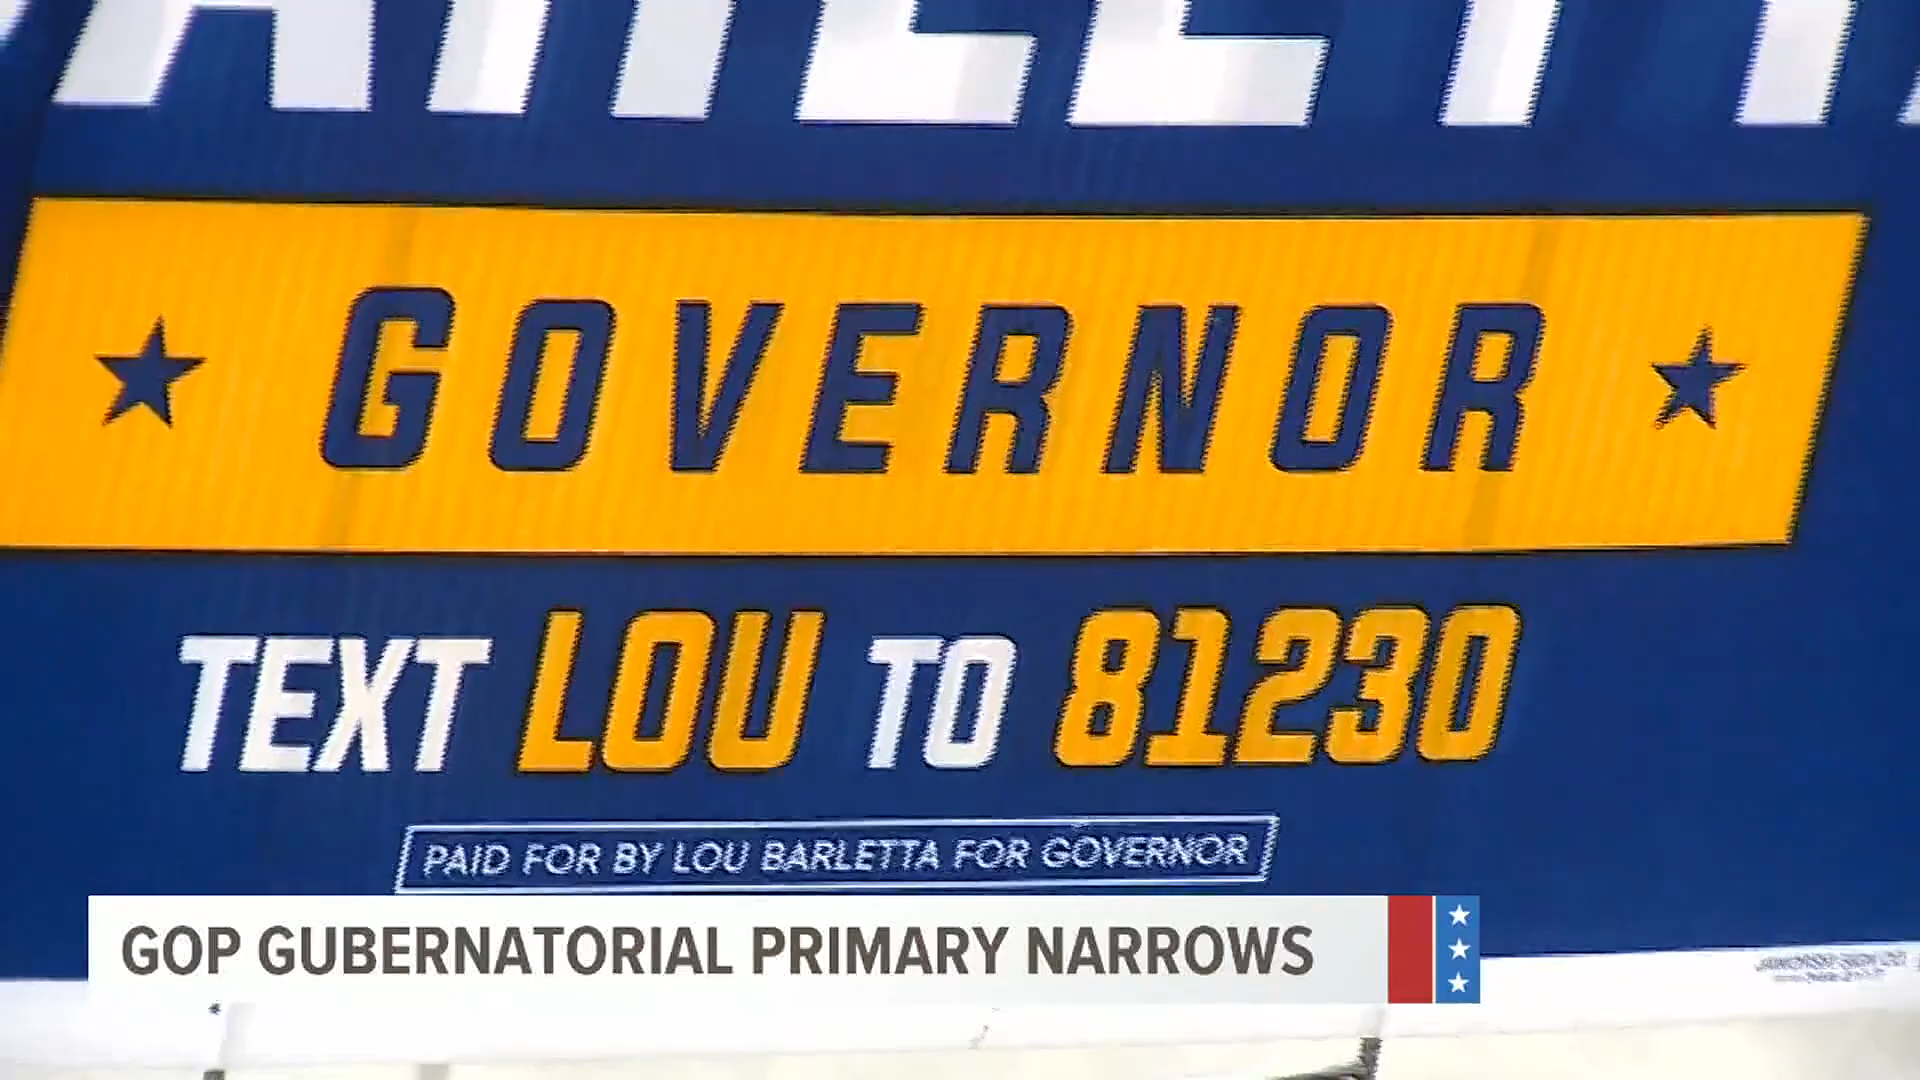 GOVERNOR
TEXT LOU TO 81230
PAID FOR BY LOU BARLETTA FOR GOVERNOR
GOP GUBERNATORIAL PRIMARY NARROWS